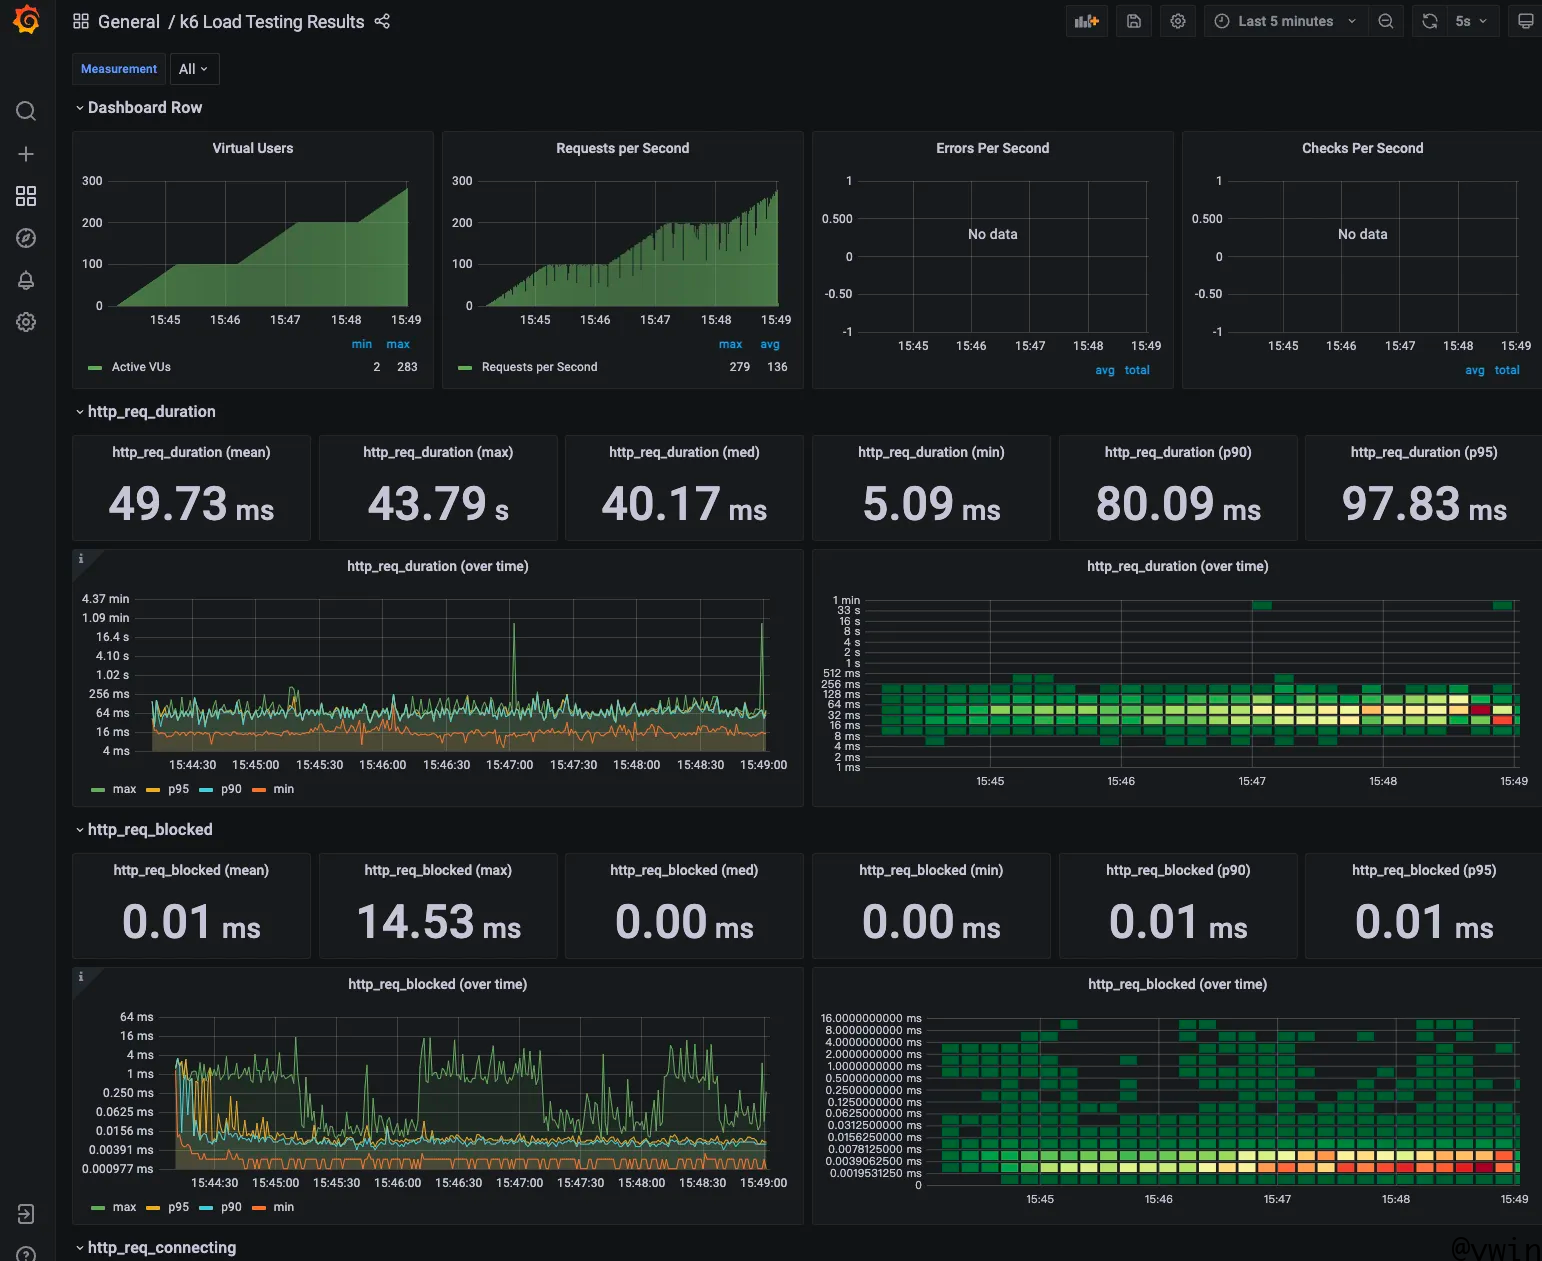 General / k6 Load Testing Results
Last 5 minutes
5s
Measurement
All
Dashboard Row
Virtual Users
300
200
100
0
15:45 15:46 15:47 15:48 15:49
min max
Active VUs 2 283
Requests per Second
300
200
100
0
15:45 15:46 15:47 15:48 15:49
max avg
Requests per Second 279 136
Errors Per Second
1
0.500
0
-0.50
-1
No data
15:45 15:46 15:47 15:48 15:49
avg total
Checks Per Second
1
0.500
0
-0.50
-1
No data
15:45 15:46 15:47 15:48 15:49
avg total
http_req_duration
http_req_duration (mean)
49.73 ms
http_req_duration (max)
43.79 s
http_req_duration (med)
40.17 ms
http_req_duration (min)
5.09 ms
http_req_duration (p90)
80.09 ms
http_req_duration (p95)
97.83 ms
i
http_req_duration (over time)
4.37 min
1.09 min
16.4 s
4.10 s
1.02 s
256 ms
64 ms
16 ms
4 ms
15:44:30 15:45:00 15:45:30 15:46:00 15:46:30 15:47:00 15:47:30 15:48:00 15:48:30 15:49:00
max p95 p90 min
http_req_duration (over time)
1 min
33 s
16 s
8 s
4 s
2 s
1 s
512 ms
256 ms
128 ms
64 ms
32 ms
16 ms
8 ms
4 ms
2 ms
1 ms
15:45 15:46 15:47 15:48 15:49
http_req_blocked
http_req_blocked (mean)
0.01 ms
http_req_blocked (max)
14.53 ms
http_req_blocked (med)
0.00 ms
http_req_blocked (min)
0.00 ms
http_req_blocked (p90)
0.01 ms
http_req_blocked (p95)
0.01 ms
i
http_req_blocked (over time)
64 ms
16 ms
4 ms
1 ms
0.250 ms
0.0625 ms
0.0156 ms
0.00391 ms
0.000977 ms
15:44:30 15:45:00 15:45:30 15:46:00 15:46:30 15:47:00 15:47:30 15:48:00 15:48:30 15:49:00
max p95 p90 min
http_req_blocked (over time)
16.0000000000 ms
8.0000000000 ms
4.0000000000 ms
2.0000000000 ms
1.0000000000 ms
0.5000000000 ms
0.2500000000 ms
0.1250000000 ms
0.0625000000 ms
0.0312500000 ms
0.0156250000 ms
0.0078125000 ms
0.0039062500 ms
0.0019531250 ms
0
15:45 15:46 15:47 15:48 15:49
http_req_connecting